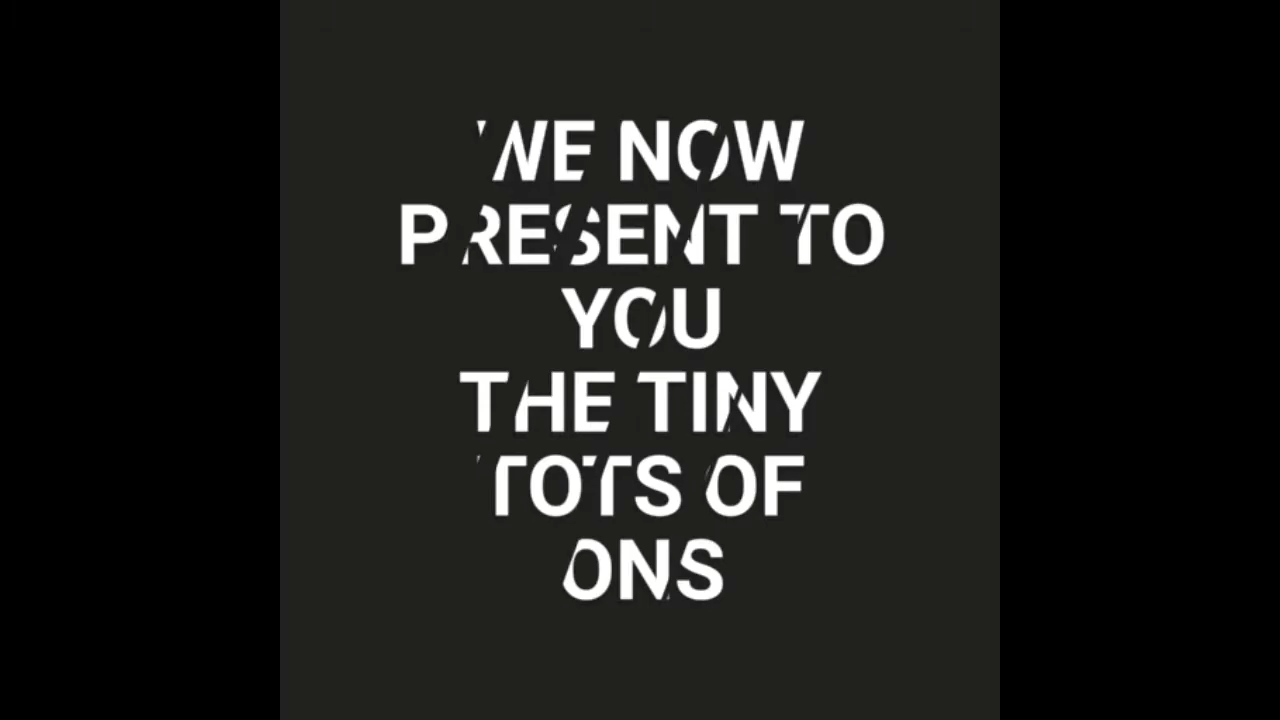 WE NOW
PRESENT TO
YOU
THE TINY
TOTS OF
ONS